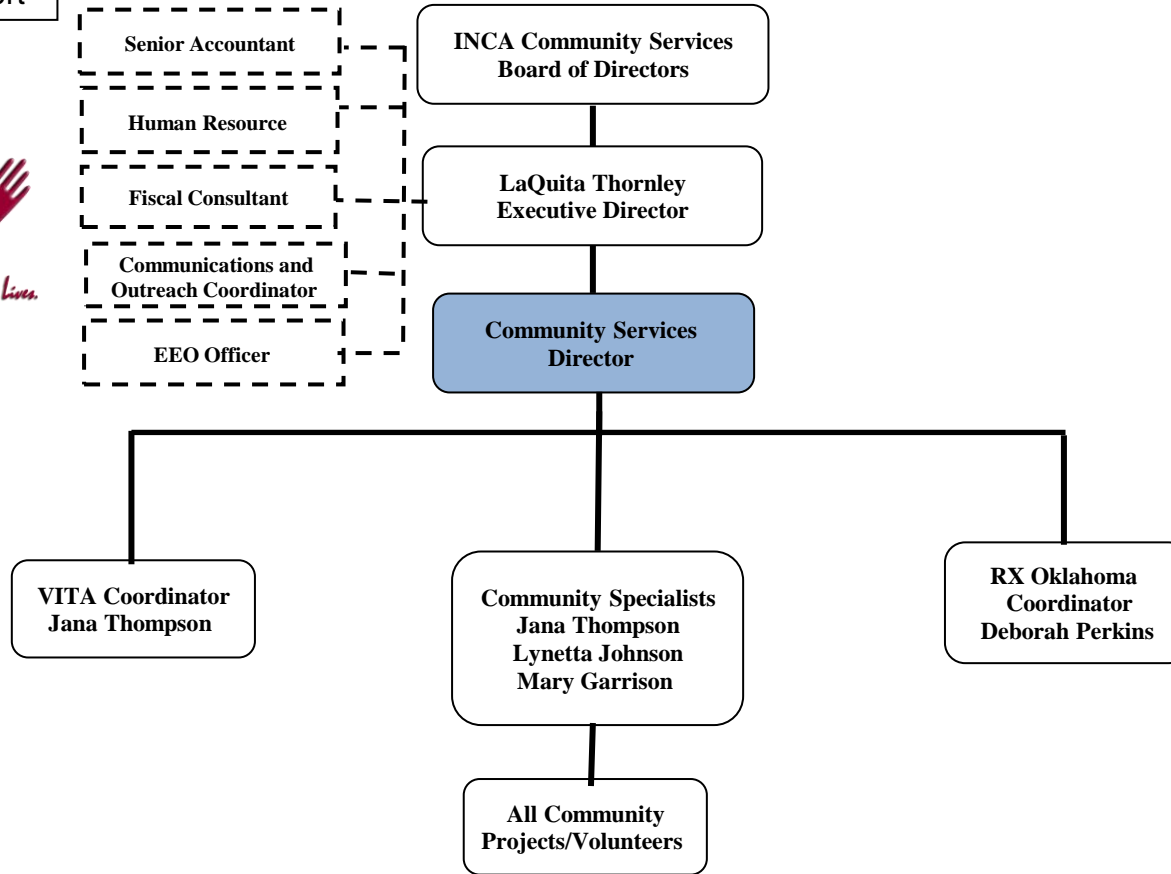 Senior Accountant
Human Resource
Fiscal Consultant
Communications and
Outreach Coordinator
EEO Officer
Lives.
INCA Community Services
Board of Directors
LaQuita Thornley
Executive Director
Community Services
Director
VITA Coordinator
Jana Thompson
Community Specialists
Jana Thompson
Lynetta Johnson
Mary Garrison
RX Oklahoma
Coordinator
Deborah Perkins
All Community
Projects/Volunteers